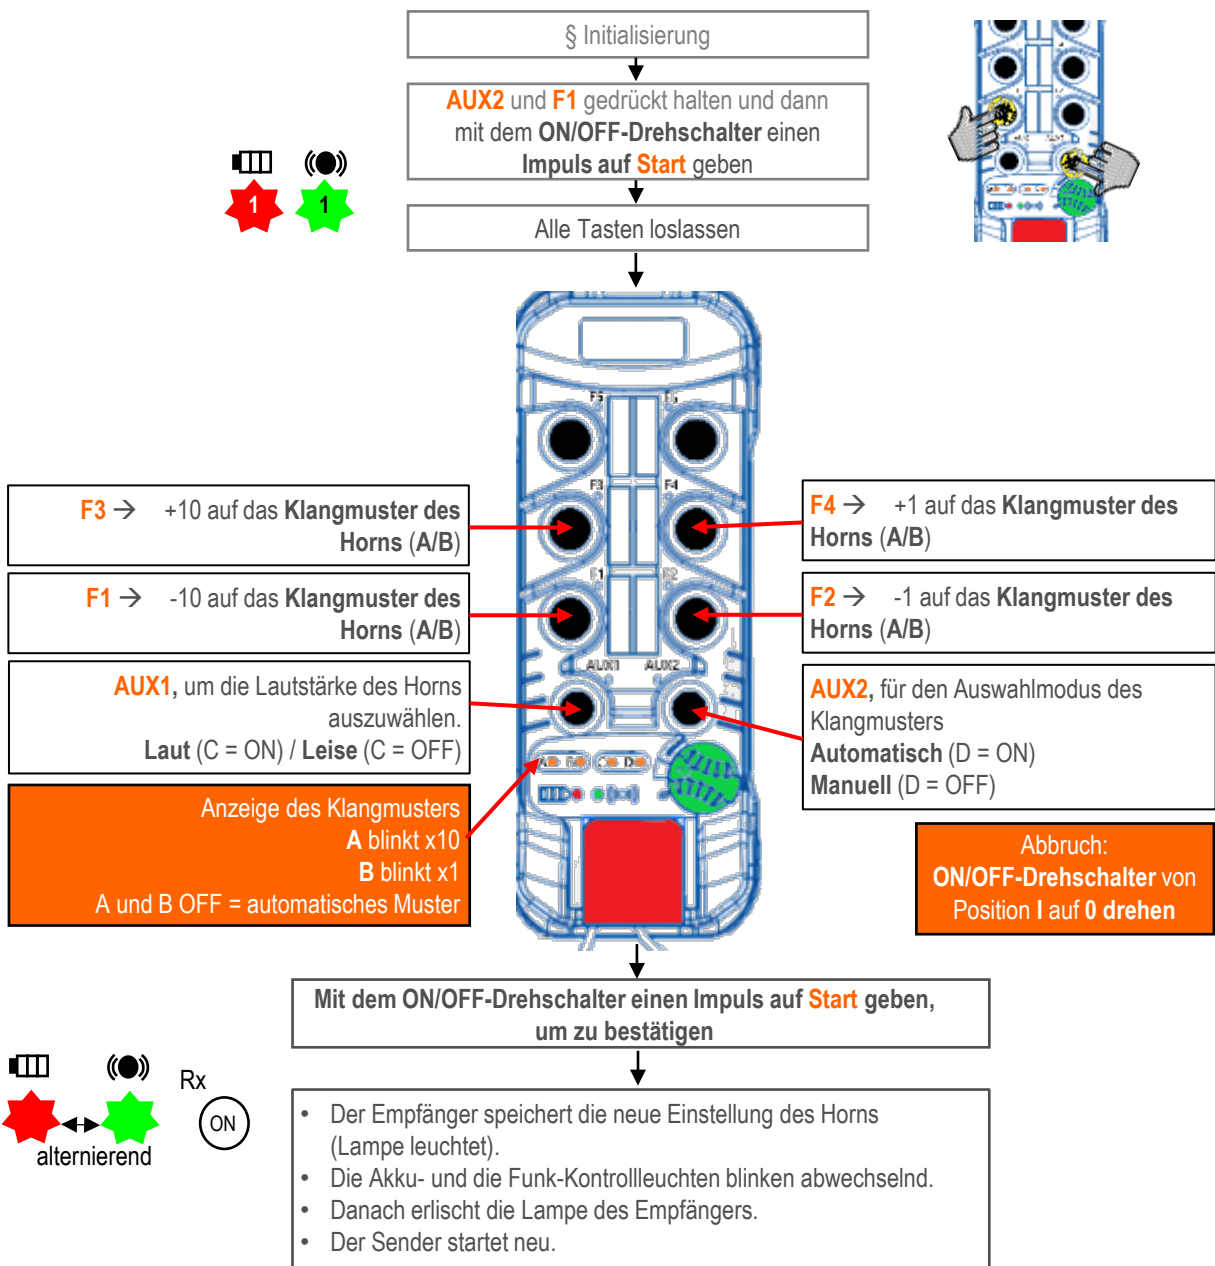 § Initialisierung
AUX2 und F1 gedrückt halten und dann
mit dem ON/OFF-Drehschalter einen
Impuls auf Start geben
1 1
Alle Tasten loslassen
F5
F3 F4
F3 → +10 auf das Klangmuster des
Horns (A/B)
F4 → +1 auf das Klangmuster des
Horns (A/B)
F1 F2
F1 → -10 auf das Klangmuster des
Horns (A/B)
F2 → -1 auf das Klangmuster des
Horns (A/B)
AUX1 AUX2
AUX1, um die Lautstärke des Horns
auszuwählen.
Laut (C = ON) / Leise (C = OFF)
AUX2, für den Auswahlmodus des
Klangmusters
Automatisch (D = ON)
Manuell (D = OFF)
A B C D
Anzeige des Klangmusters
A blinkt x10
B blinkt x1
A und B OFF = automatisches Muster
Abbruch:
ON/OFF-Drehschalter von
Position I auf 0 drehen
Mit dem ON/OFF-Drehschalter einen Impuls auf Start geben,
um zu bestätigen
Rx
ON
alternierend
• Der Empfänger speichert die neue Einstellung des Horns
(Lampe leuchtet).
• Die Akku- und die Funk-Kontrollleuchten blinken abwechselnd.
• Danach erlischt die Lampe des Empfängers.
• Der Sender startet neu.